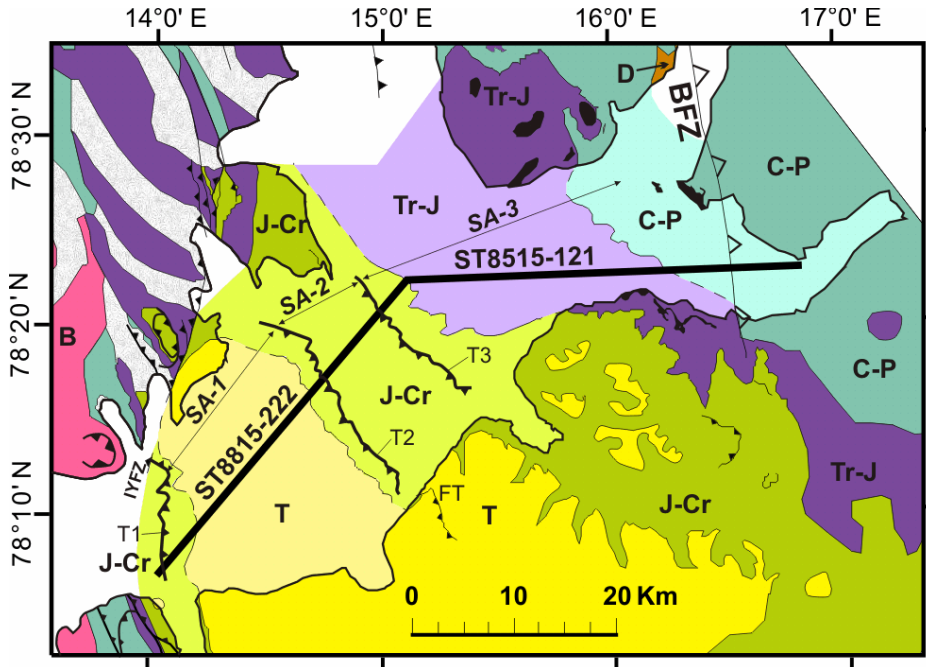 14°0' E
15°0' E
16°0' E
17°0' E
78°30' N
78°20' N
78°10' N
D
BFZ
Tr-J
C-P
C-P
Tr-J
J-Cr
SA-3
ST8515-121
SA-2
B
T3
C-P
J-Cr
SA-1
ST8815-222
T2
IYFZ
Tr-J
FT
T
T
J-Cr
T1
J-Cr
0
10
20 Km